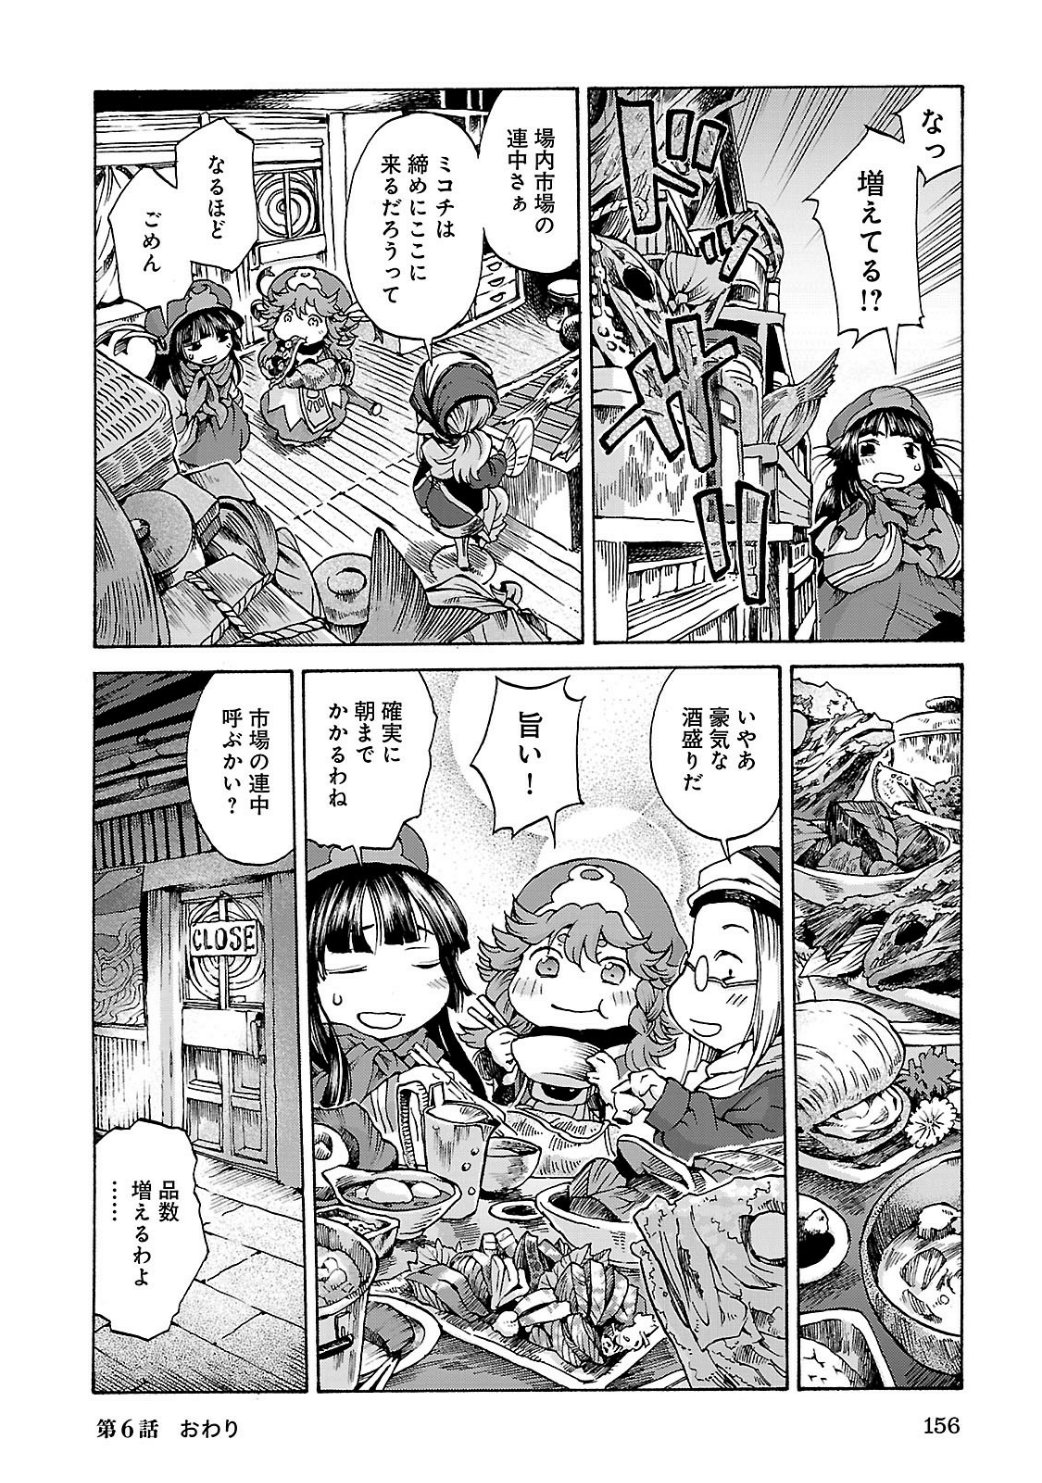 なっ
増えてる!?
ドドドン
場内市場の
連中さぁ
ミコチは
締めにここに
来るだろうって
なるほど
ごめん
いやあ
豪気な
酒盛りだ
旨い!
確実に
朝まで
かかるわね
市場の連中
呼ぶかい?
CLOSE
品数
増えるわよ
……
第6話 おわり
156